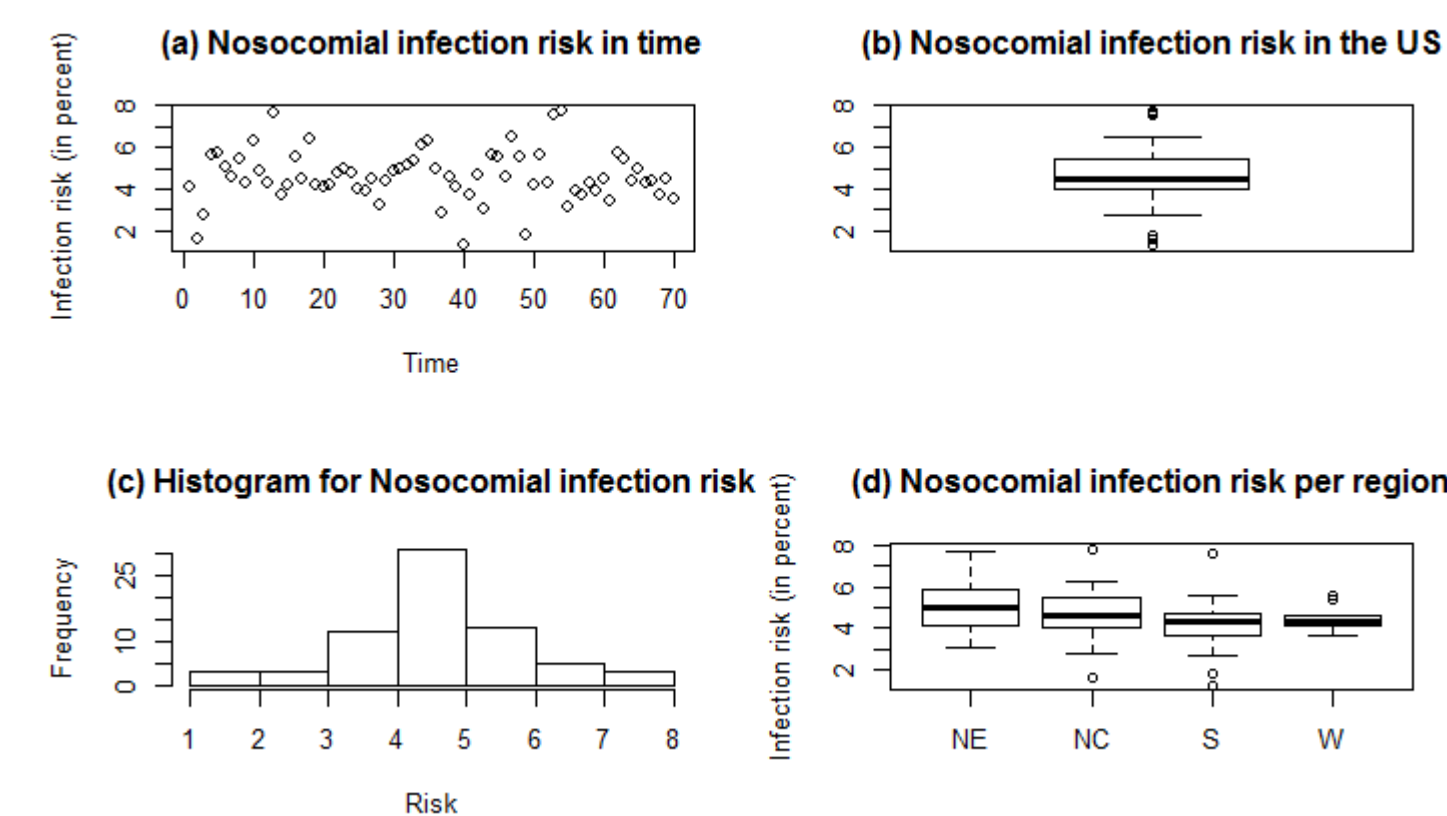 (a) Nosocomial infection risk in time
Infection risk (in percent)
8
6
4
2
0 10 20 30 40 50 60 70
Time
(b) Nosocomial infection risk in the US
8
6
4
2
(c) Histogram for Nosocomial infection risk
Frequency
25
10
0
1 2 3 4 5 6 7 8
Risk
(d) Nosocomial infection risk per region
Infection risk (in percent)
8
6
4
2
NE NC S W